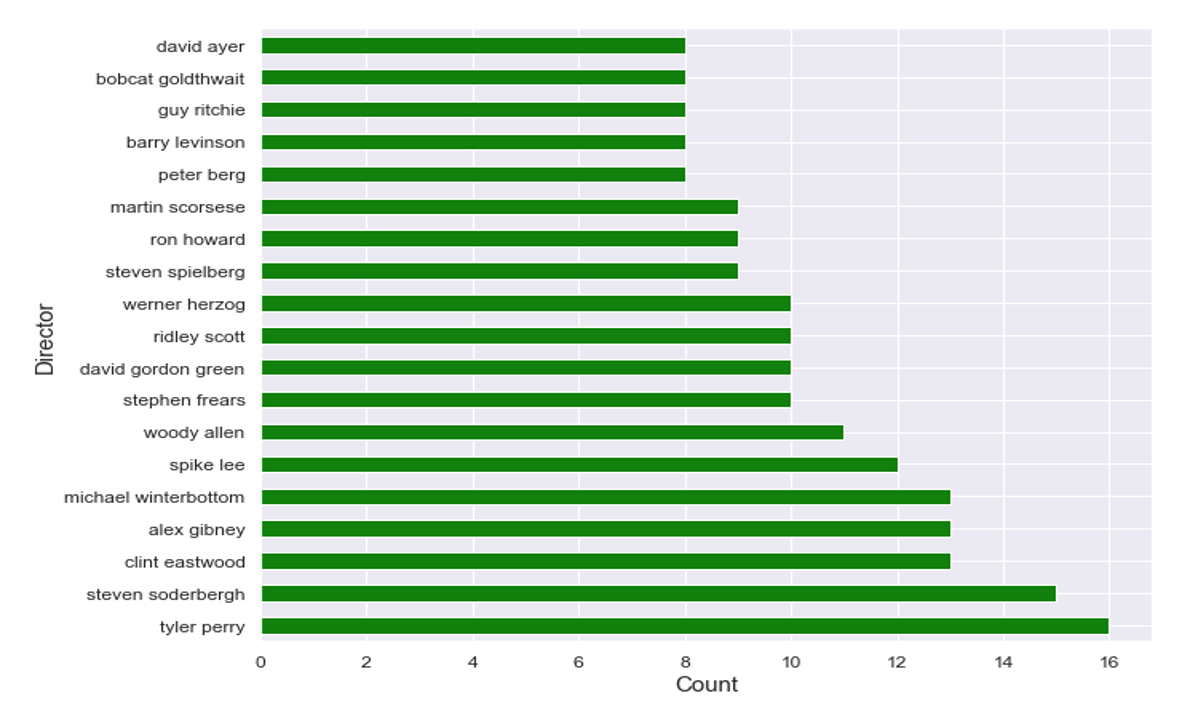 david ayer
bobcat goldthwait
guy ritchie
barry levinson
peter berg
martin scorsese
ron howard
steven spielberg
werner herzog
ridley scott
david gordon green
stephen frears
woody allen
spike lee
michael winterbottom
alex gibney
clint eastwood
steven soderbergh
tyler perry
Director
0 2 4 6 8 10 12 14 16
Count